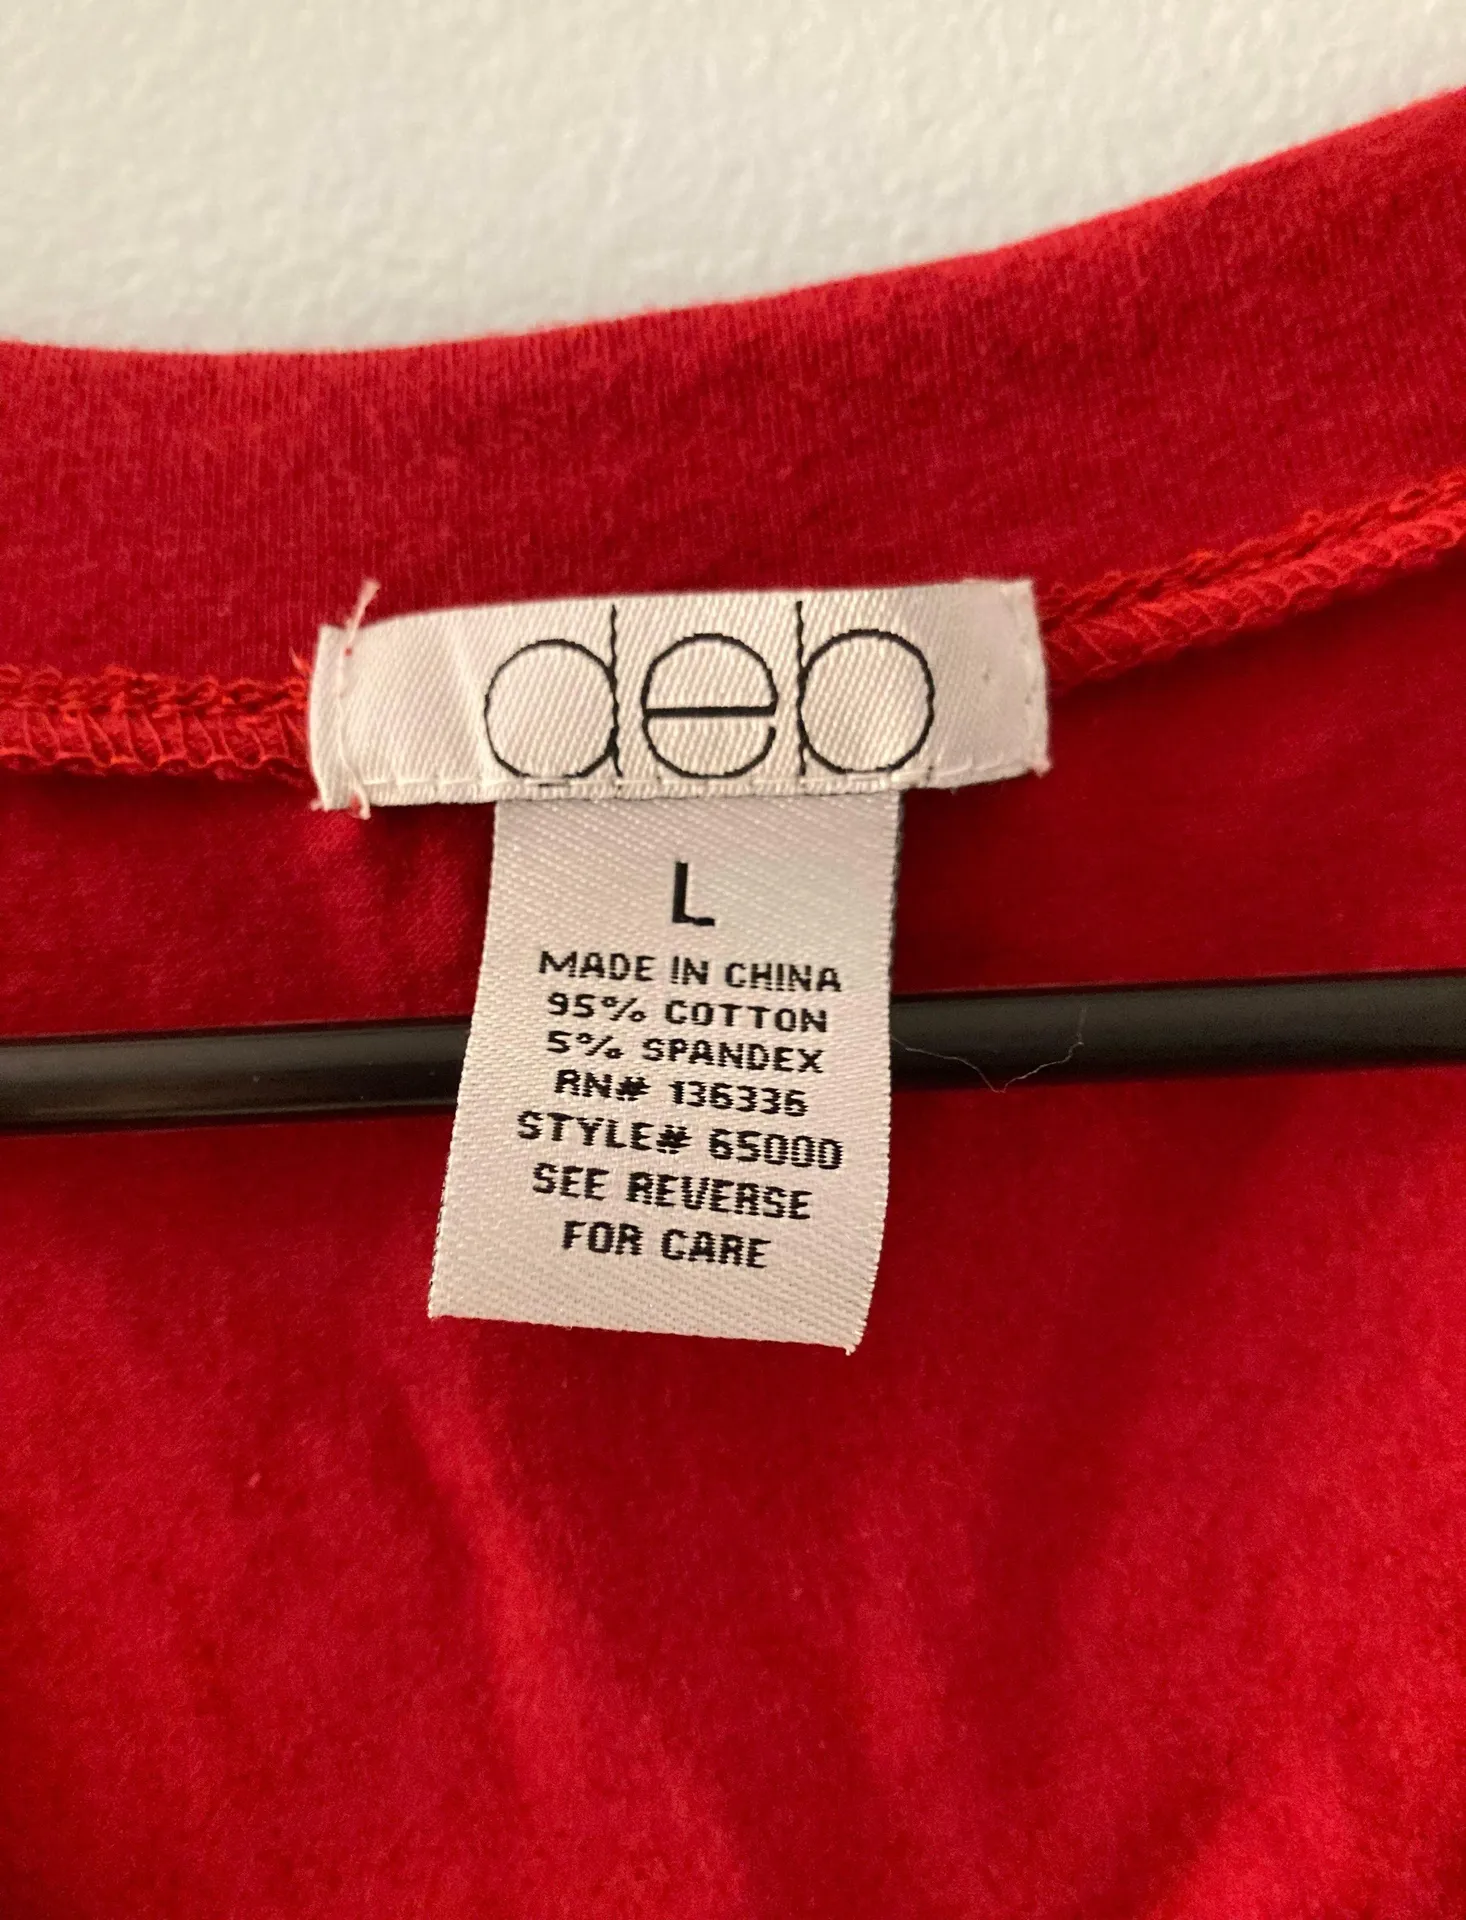 deb
L
MADE IN CHINA
95% COTTON
5% SPANDEX
RN# 136336
STYLE# 65000
SEE REVERSE
FOR CARE